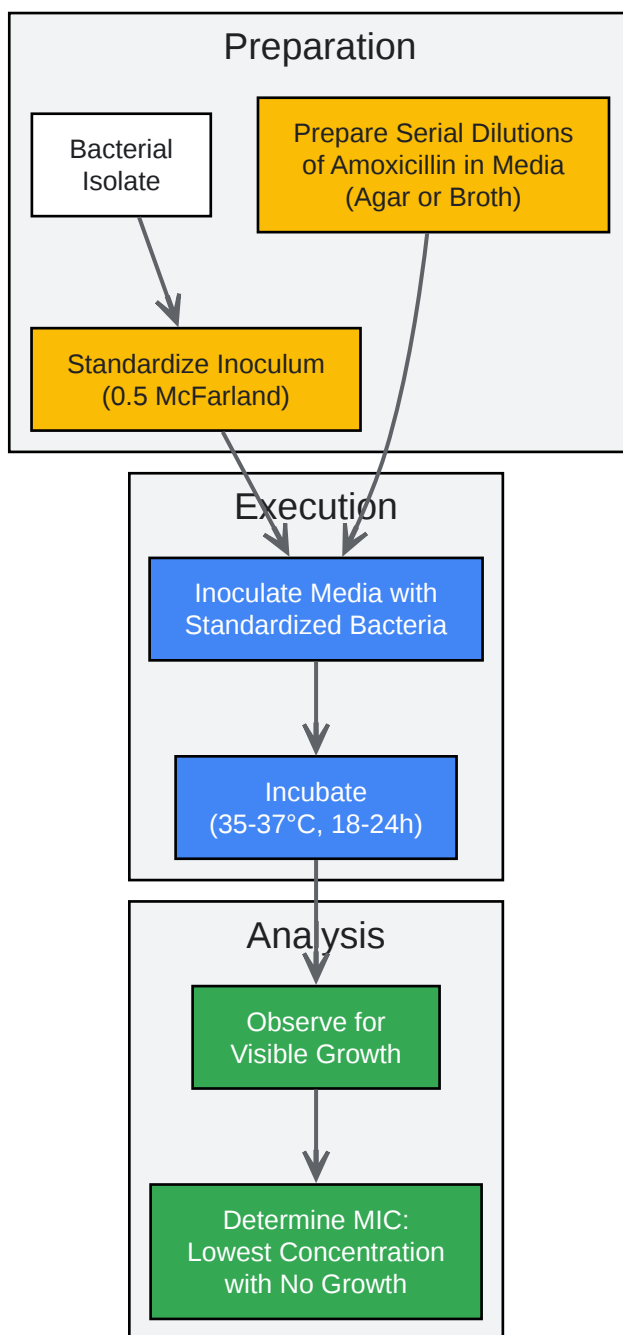 Preparation
Bacterial
Isolate
Prepare Serial Dilutions
of Amoxicillin in Media
(Agar or Broth)
Standardize Inoculum
(0.5 McFarland)
Execution
Inoculate Media with
Standardized Bacteria
Incubate
(35-37°C, 18-24h)
Analysis
Observe for
Visible Growth
Determine MIC:
Lowest Concentration
with No Growth